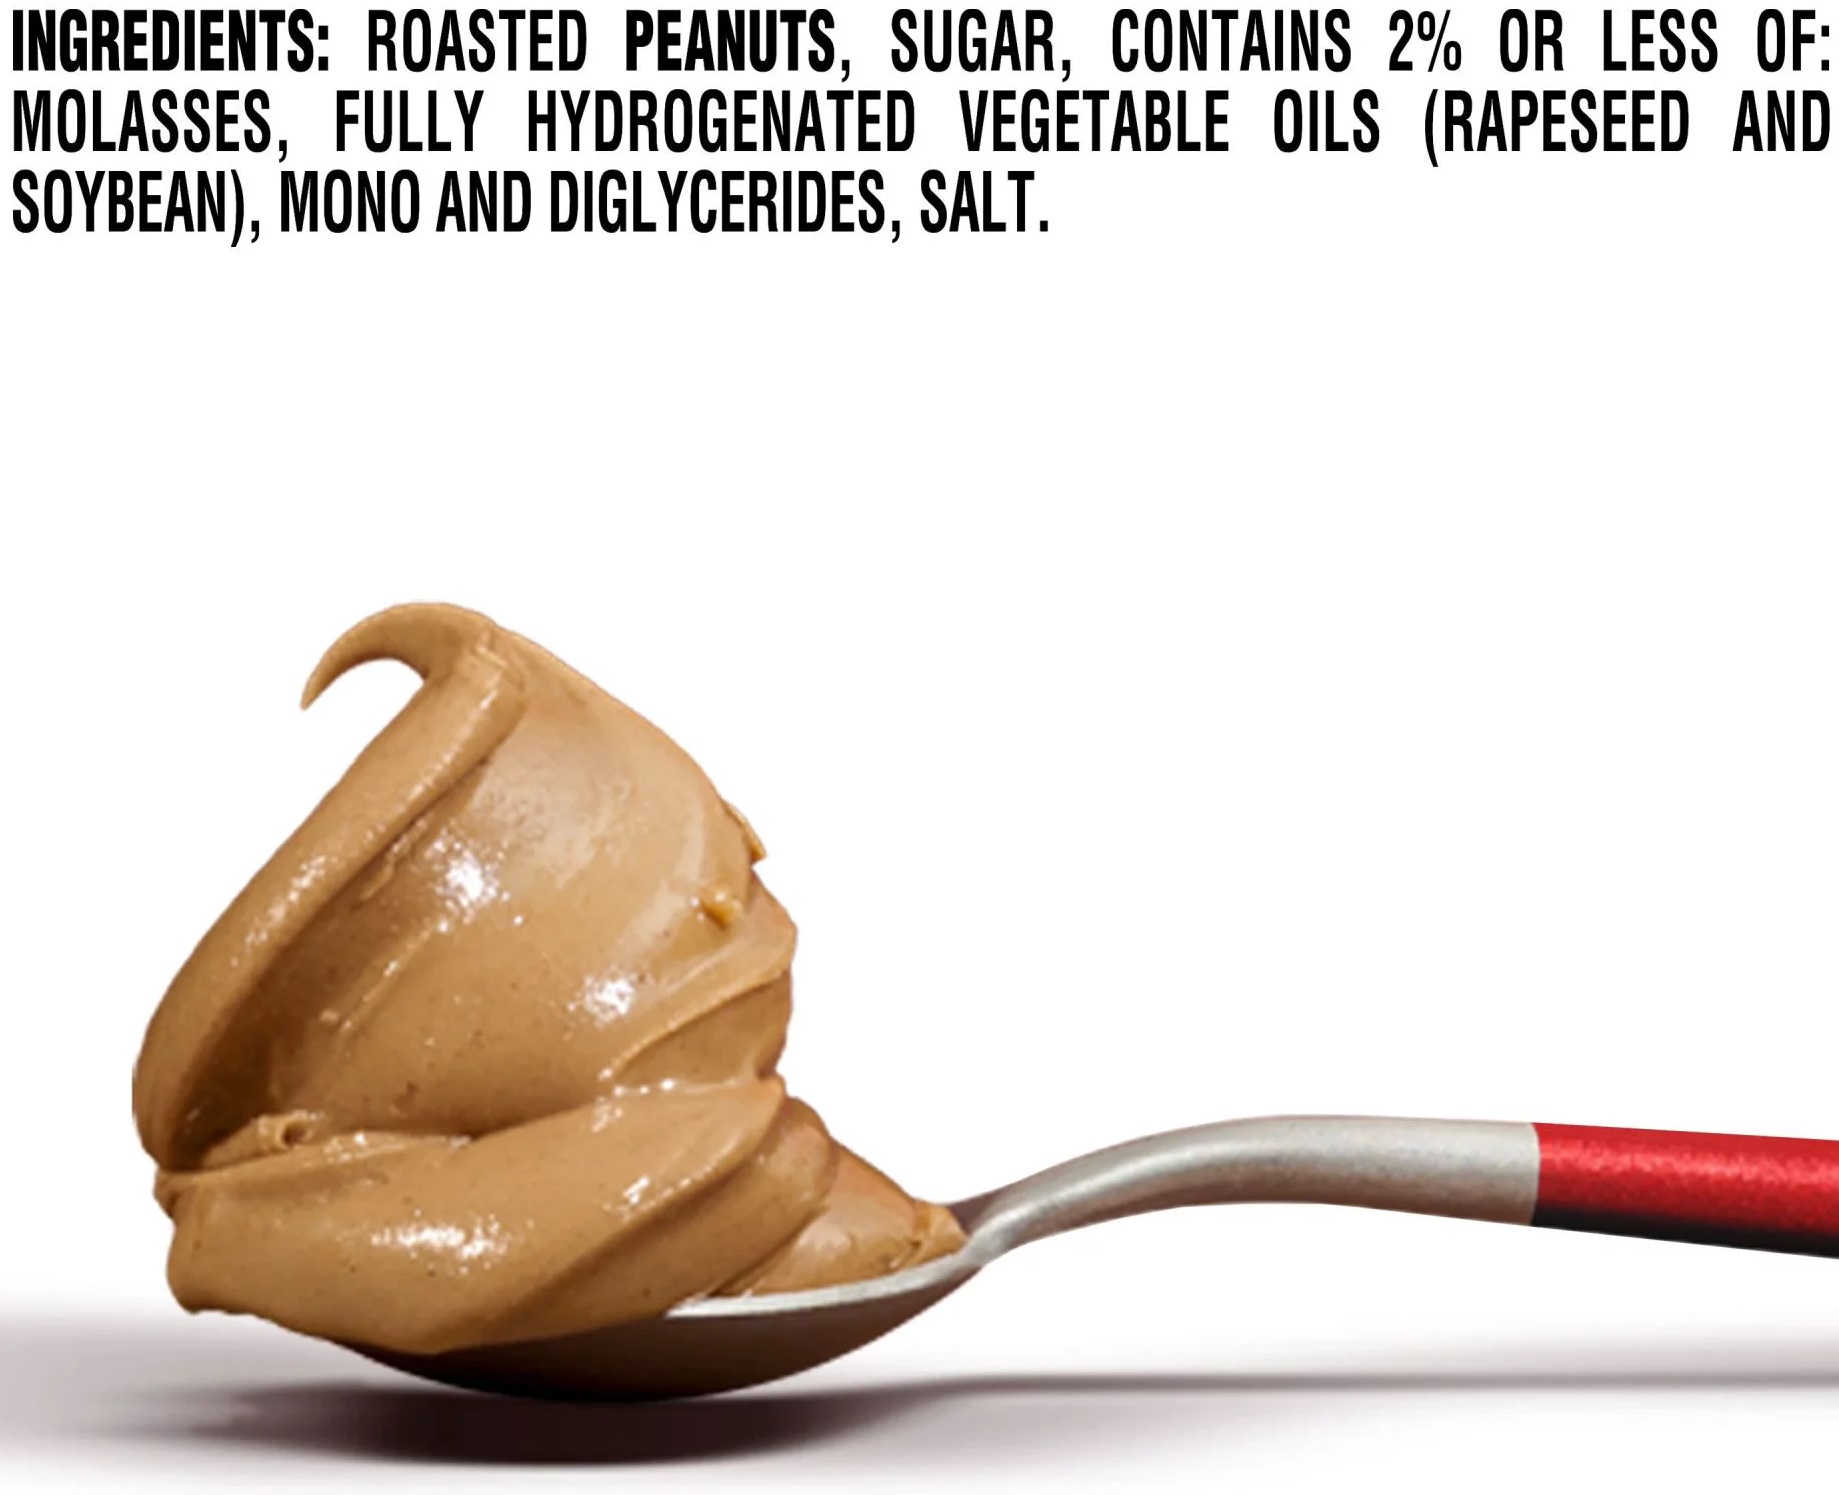 INGREDIENTS: ROASTED PEANUTS, SUGAR, CONTAINS 2% OR LESS OF:
MOLASSES, FULLY HYDROGENATED VEGETABLE OILS (RAPESEED AND
SOYBEAN), MONO AND DIGLYCERIDES, SALT.